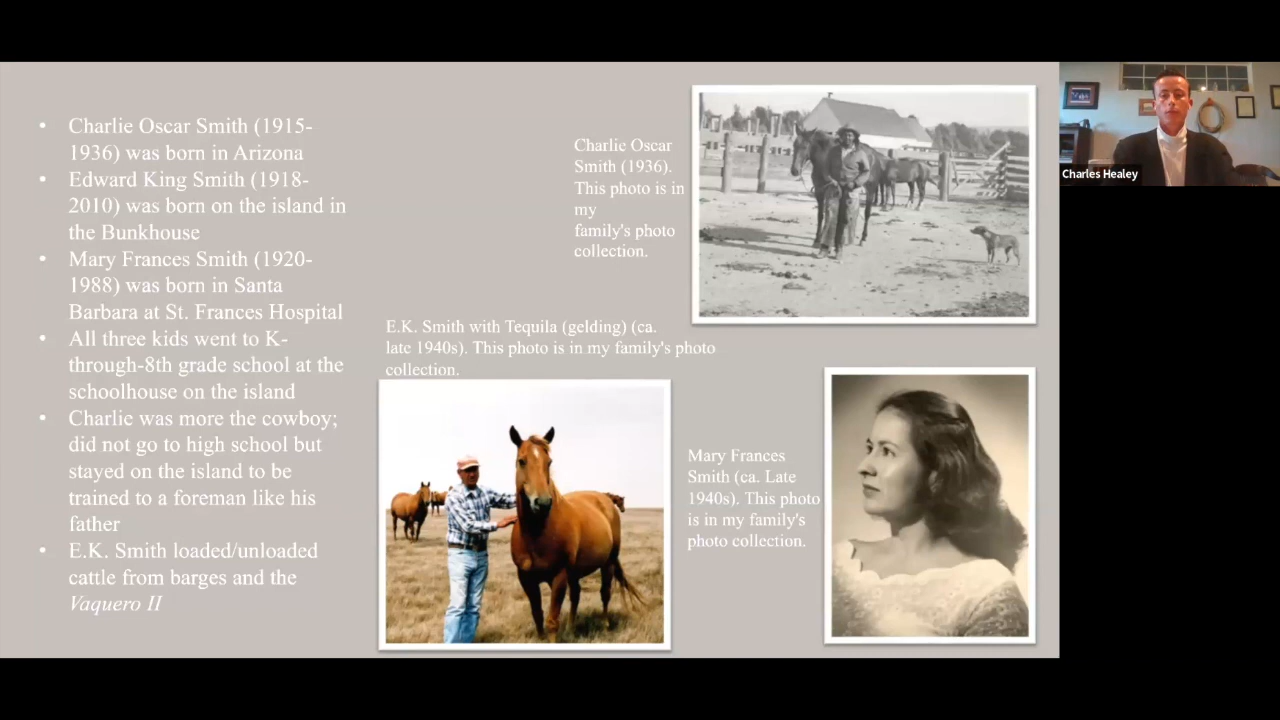 • Charlie Oscar Smith (1915-
1936) was born in Arizona
• Edward King Smith (1918-
2010) was born on the island in
the Bunkhouse
• Mary Frances Smith (1920-
1988) was born in Santa
Barbara at St. Frances Hospital
• All three kids went to K-
through-8th grade school at the
schoolhouse on the island
• Charlie was more the cowboy;
did not go to high school but
stayed on the island to be
trained to a foreman like his
father
• E.K. Smith loaded/unloaded
cattle from barges and the
Vaquero II
Charlie Oscar
Smith (1936).
This photo is in
my
family's photo
collection.
E.K. Smith with Tequila (gelding) (ca.
late 1940s). This photo is in my family's photo
collection.
Mary Frances
Smith (ca. Late
1940s). This photo
is in my family's
photo collection.
Charles Healey